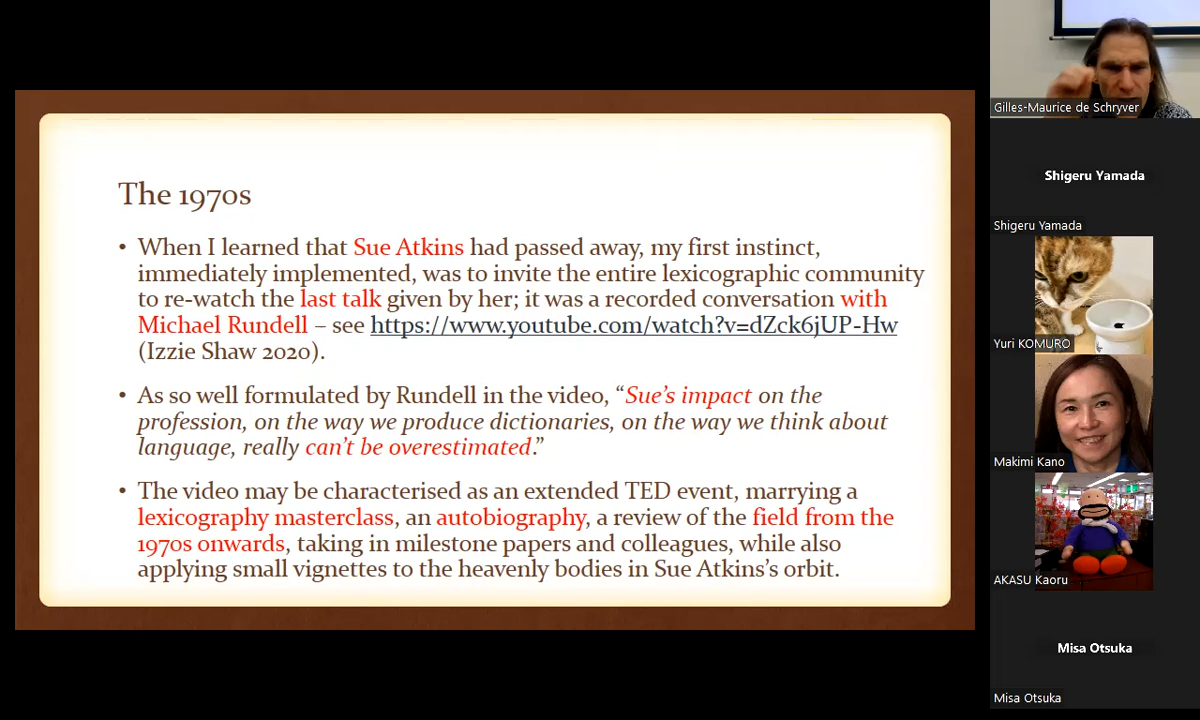 The 1970s
• When I learned that Sue Atkins had passed away, my first instinct,
immediately implemented, was to invite the entire lexicographic community
to re-watch the last talk given by her; it was a recorded conversation with
Michael Rundell – see https://www.youtube.com/watch?v=dZck6jUP-Hw
(Izzie Shaw 2020).
• As so well formulated by Rundell in the video, “Sue’s impact on the
profession, on the way we produce dictionaries, on the way we think about
language, really can’t be overestimated.”
• The video may be characterised as an extended TED event, marrying a
lexicography masterclass, an autobiography, a review of the field from the
1970s onwards, taking in milestone papers and colleagues, while also
applying small vignettes to the heavenly bodies in Sue Atkins’s orbit.
Gilles-Maurice de Schryver
Shigeru Yamada
Shigeru Yamada
Yuri KOMURO
Makimi Kano
AKASU Kaoru
Misa Otsuka
Misa Otsuka